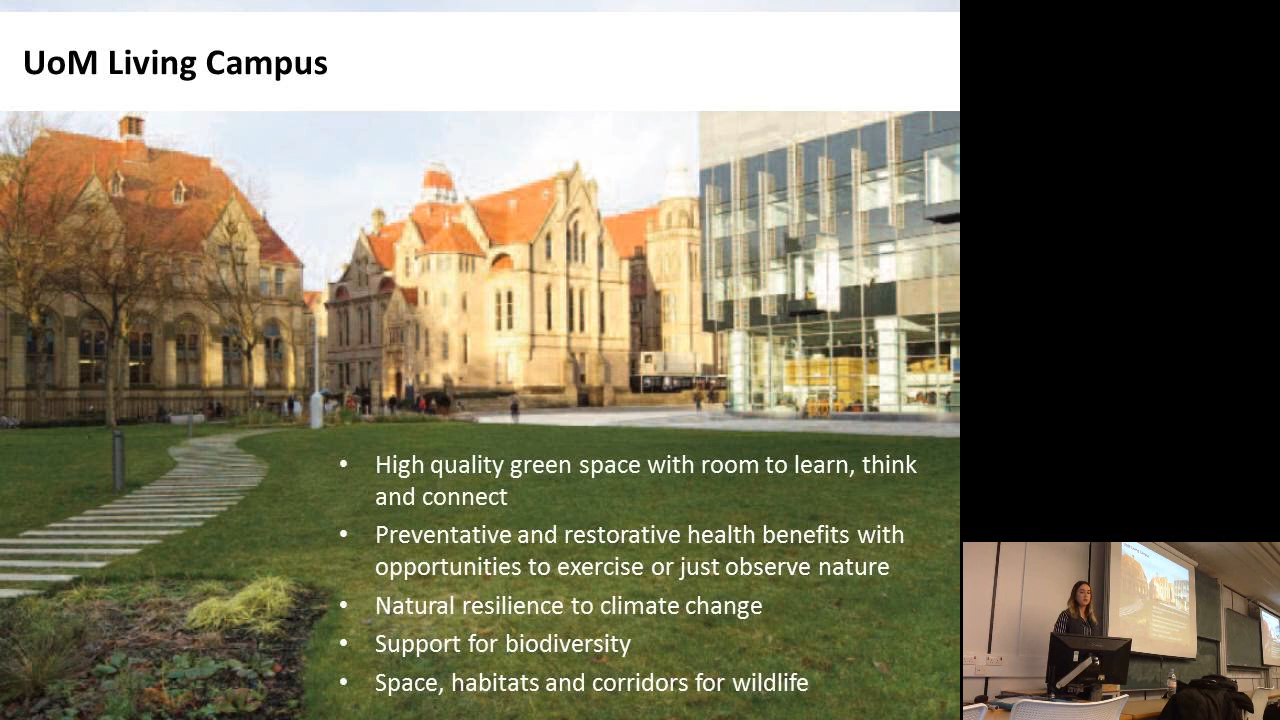 UoM Living Campus
• High quality green space with room to learn, think
and connect
• Preventative and restorative health benefits with
opportunities to exercise or just observe nature
• Natural resilience to climate change
• Support for biodiversity
• Space, habitats and corridors for wildlife